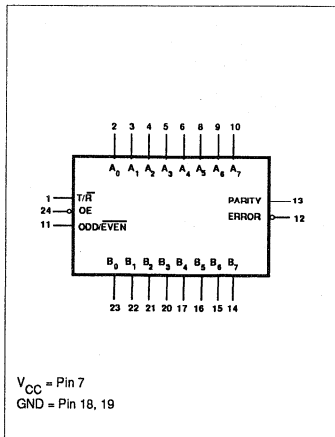 2 3 4 5 6 8 9 10
A0 A1 A2 A3 A4 A5 A6 A7
1 T/R̅ PARITY 13
24 OE ERROR 12
11 ODD/E̅V̅E̅N̅
B0 B1 B2 B3 B4 B5 B6 B7
23 22 21 20 17 16 15 14
VCC = Pin 7
GND = Pin 18, 19